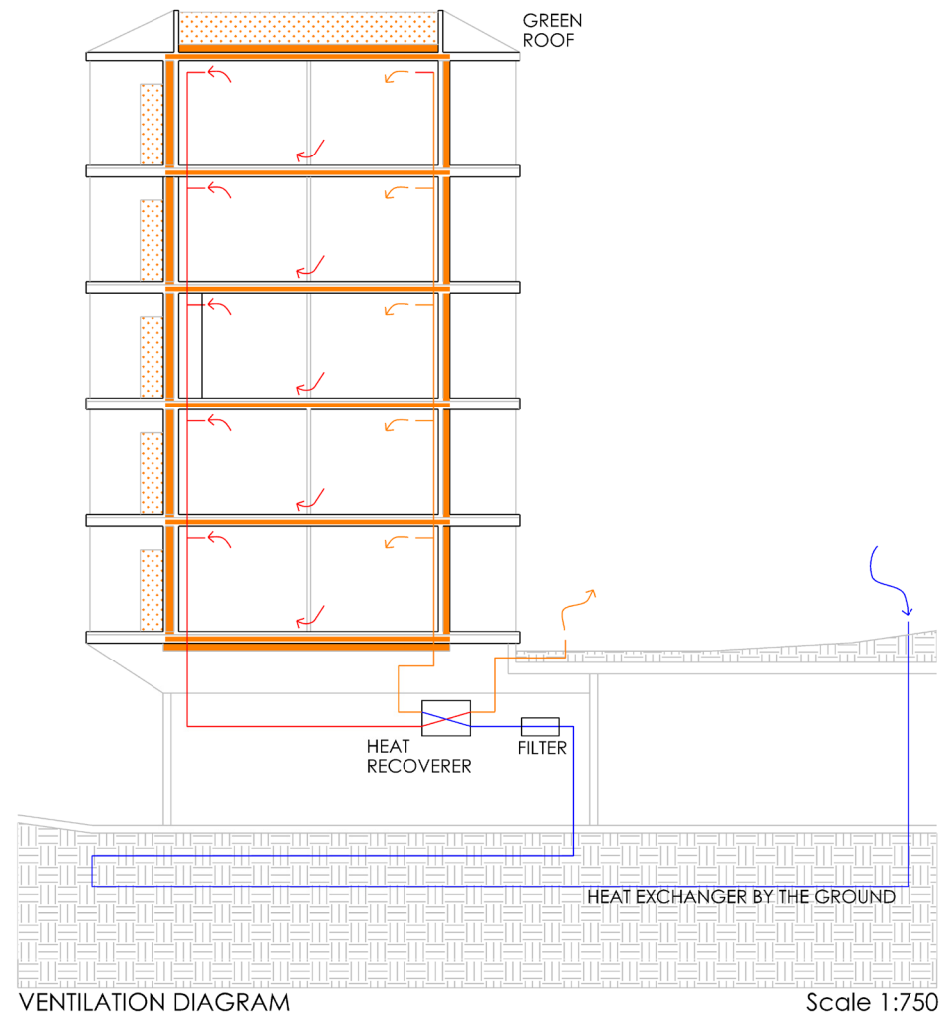 GREEN
ROOF
HEAT
RECOVERER
FILTER
HEAT EXCHANGER BY THE GROUND
VENTILATION DIAGRAM
Scale 1:750